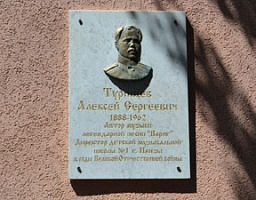 Турищев
Алексей Сергеевич
1888-1962
Автор музыки
легендарной песни "Варяг"
Директор детской музыкальной
школы №1 г. Пензы
в годы Великой Отечественной войны